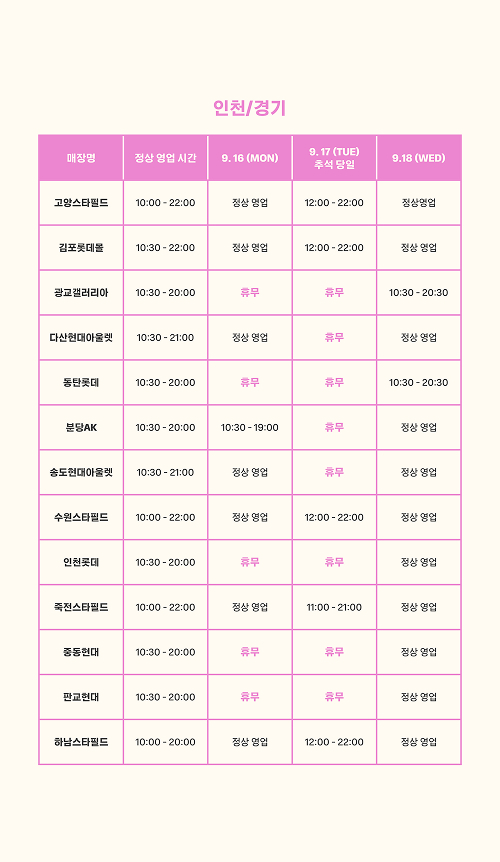 인천/경기
매장명 정상 영업 시간 9. 16 (MON) 9. 17 (TUE) 추석 당일 9.18 (WED)
고양스타필드 10:00 - 22:00 정상 영업 12:00 - 22:00 정상영업
김포롯데몰 10:30 - 22:00 정상 영업 12:00 - 22:00 정상 영업
광교갤러리아 10:30 - 20:00 휴무 휴무 10:30 - 20:30
다산현대아울렛 10:30 - 21:00 정상 영업 휴무 정상 영업
동탄롯데 10:30 - 20:00 휴무 휴무 10:30 - 20:30
분당AK 10:30 - 20:00 10:30 - 19:00 휴무 정상 영업
송도현대아울렛 10:30 - 21:00 정상 영업 휴무 정상 영업
수원스타필드 10:00 - 22:00 정상 영업 12:00 - 22:00 정상 영업
인천롯데 10:30 - 20:00 휴무 휴무 정상 영업
죽전스타필드 10:00 - 22:00 정상 영업 11:00 - 21:00 정상 영업
중동현대 10:30 - 20:00 휴무 휴무 정상 영업
판교현대 10:30 - 20:00 휴무 휴무 정상 영업
하남스타필드 10:00 - 20:00 정상 영업 12:00 - 22:00 정상 영업